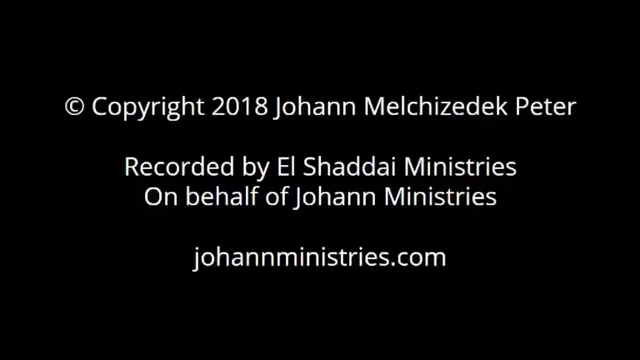 © Copyright 2018 Johann Melchizedek Peter
Recorded by El Shaddai Ministries
On behalf of Johann Ministries
johannministries.com